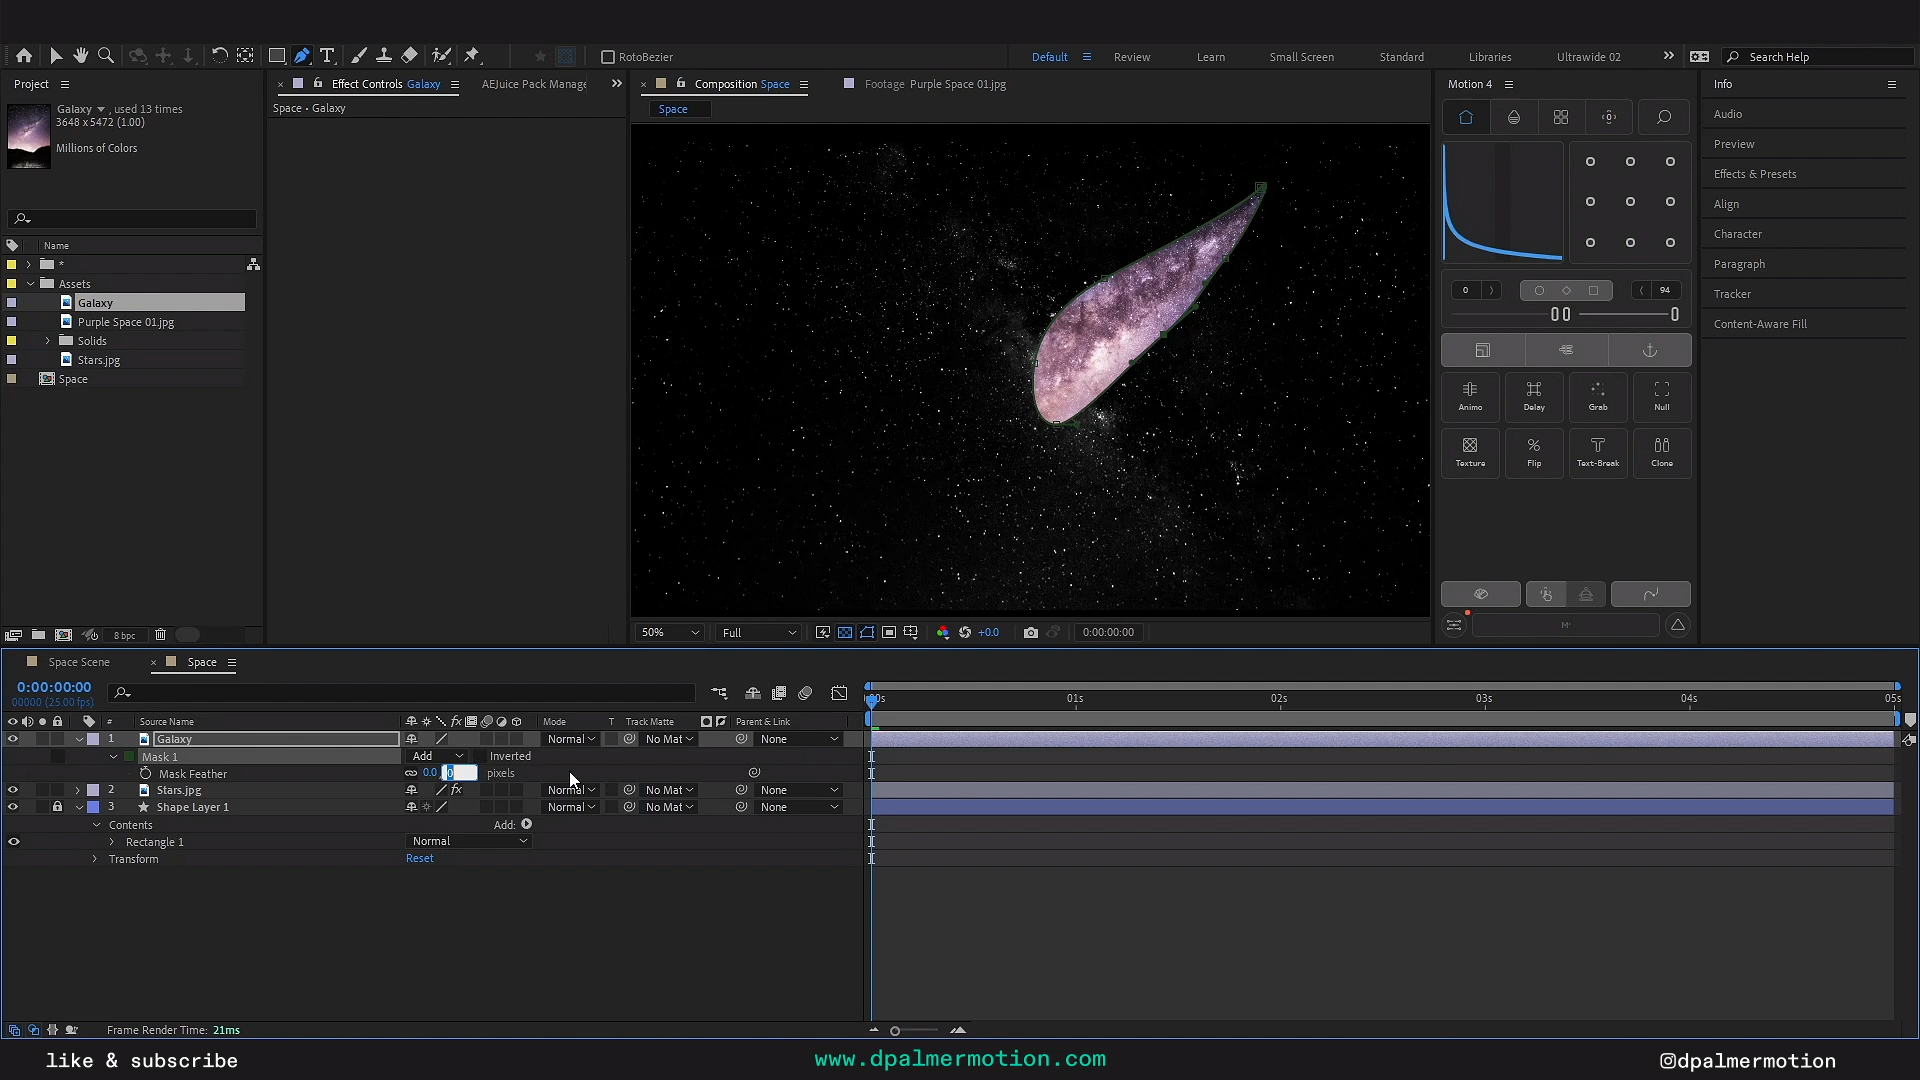 RotoBezier
Default
Review
Learn
Small Screen
Standard
Libraries
Ultrawide 02
Search Help
Project
Galaxy , used 13 times
3648 x 5472 (1.00)
Millions of Colors
Name
*
Assets
Galaxy
Purple Space 01.jpg
Solids
Stars.jpg
Space
8 bpc
Effect Controls Galaxy
AEJuice Pack Manage
Space • Galaxy
Composition Space
Footage Purple Space 01.jpg
Space
50%
Full
+0.0
0:00:00:00
Motion 4
0
94
Animo
Delay
Grab
Null
Texture
Flip
Text-Break
Clone
Info
Audio
Preview
Effects & Presets
Align
Character
Paragraph
Tracker
Content-Aware Fill
Space Scene
Space
0:00:00:00
00000 (25.00 fps)
01s
02s
03s
04s
05s
# Source Name
Mode
T Track Matte
Parent & Link
1 Galaxy
Normal
No Mat
None
Mask 1
Add
Inverted
Mask Feather
0.0, 0
pixels
2 Stars.jpg
Normal
No Mat
None
3 Shape Layer 1
Normal
No Mat
None
Contents
Add:
Rectangle 1
Normal
Transform
Reset
Frame Render Time: 21ms
like & subscribe
www.dpalmermotion.com
dpalmermotion